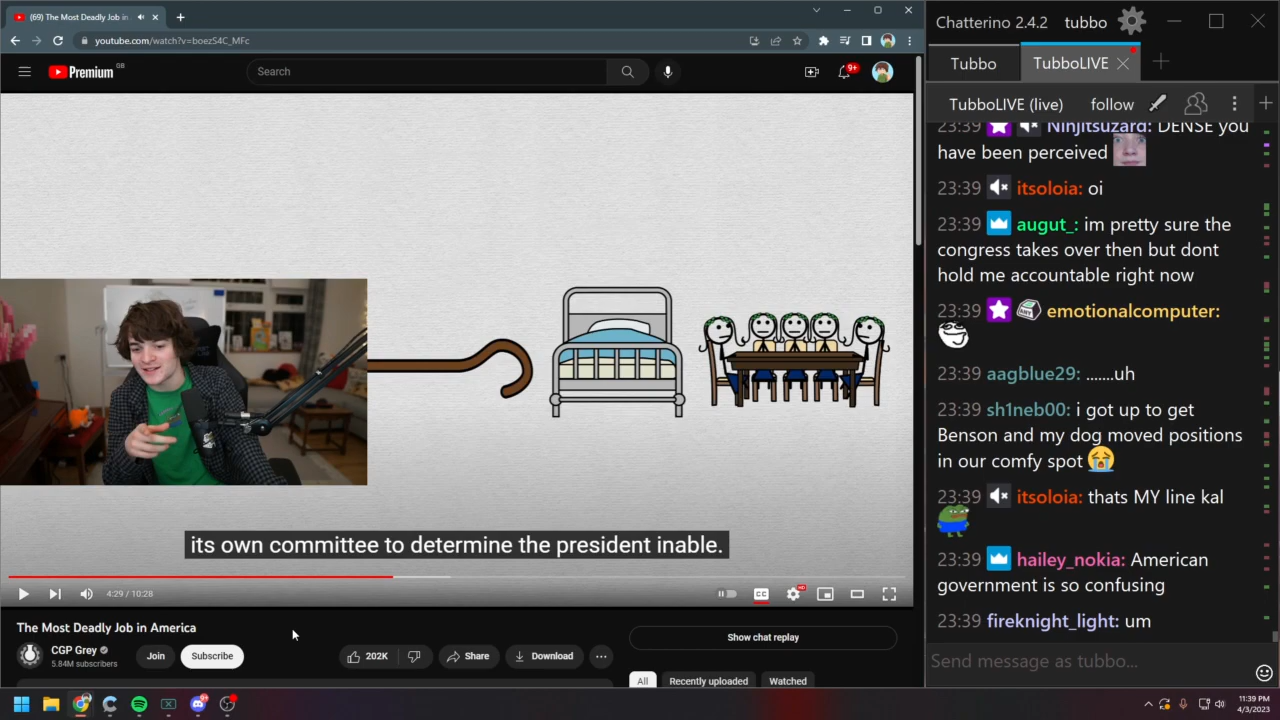 (69) The Most Deadly Job in
youtube.com/watch?v=boezS4C_MFc
Premium GB
Search
9+
its own committee to determine the president inable.
4:29 / 10:28
CC
HD
The Most Deadly Job in America
CGP Grey
5.84M subscribers
Join
Subscribe
202K
Share
Download
Show chat replay
All
Recently uploaded
Watched
Chatterino 2.4.2
tubbo
Tubbo
TubboLIVE
TubboLIVE (live)
follow
23:39 Ninjitsuzard: DENSE you
have been perceived
23:39 itsoloia: oi
23:39 augut_: im pretty sure the
congress takes over then but dont
hold me accountable right now
23:39 emotionalcomputer:
23:39 aagblue29: .......uh
23:39 sh1neb00: i got up to get
Benson and my dog moved positions
in our comfy spot
23:39 itsoloia: thats MY line kal
23:39 hailey_nokia: American
government is so confusing
23:39 fireknight_light: um
Send message as tubbo...
11:39 PM
4/3/2023